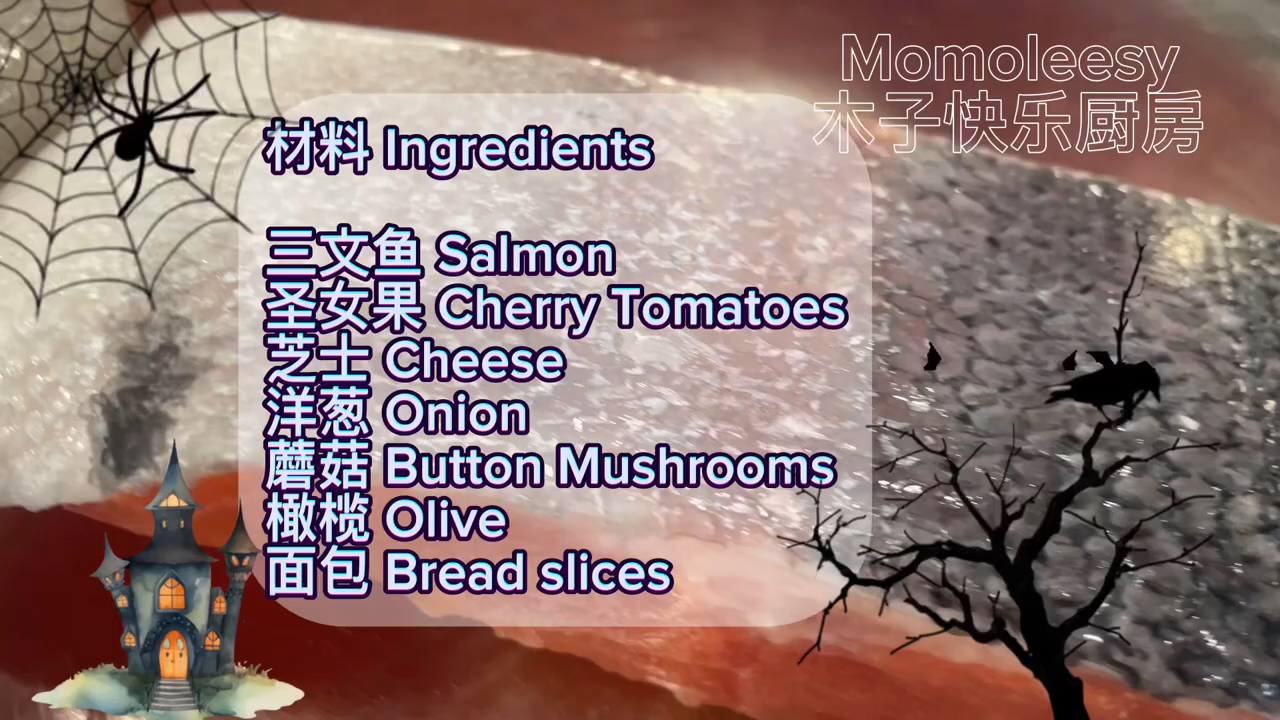 Momoleesy
木子快乐厨房
材料 Ingredients
三文鱼 Salmon
圣女果 Cherry Tomatoes
芝士 Cheese
洋葱 Onion
蘑菇 Button Mushrooms
橄榄 Olive
面包 Bread slices